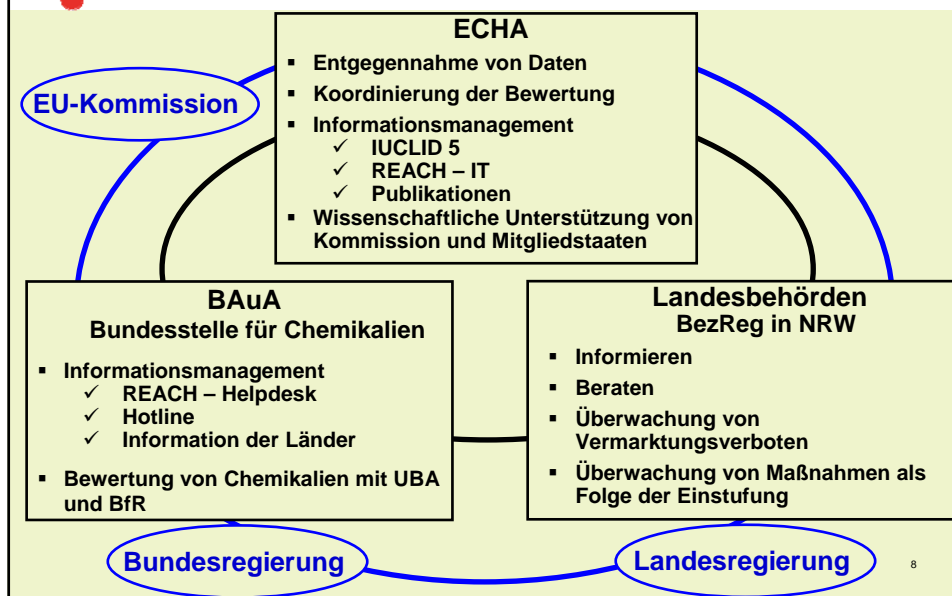 ECHA
▪ Entgegennahme von Daten
▪ Koordinierung der Bewertung
▪ Informationsmanagement
✓ IUCLID 5
✓ REACH – IT
✓ Publikationen
▪ Wissenschaftliche Unterstützung von
Kommission und Mitgliedstaaten
EU-Kommission
BAuA
Bundesstelle für Chemikalien
▪ Informationsmanagement
✓ REACH – Helpdesk
✓ Hotline
✓ Information der Länder
▪ Bewertung von Chemikalien mit UBA
und BfR
Landesbehörden
BezReg in NRW
▪ Informieren
▪ Beraten
▪ Überwachung von
Vermarktungsverboten
▪ Überwachung von Maßnahmen als
Folge der Einstufung
Bundesregierung
Landesregierung
8